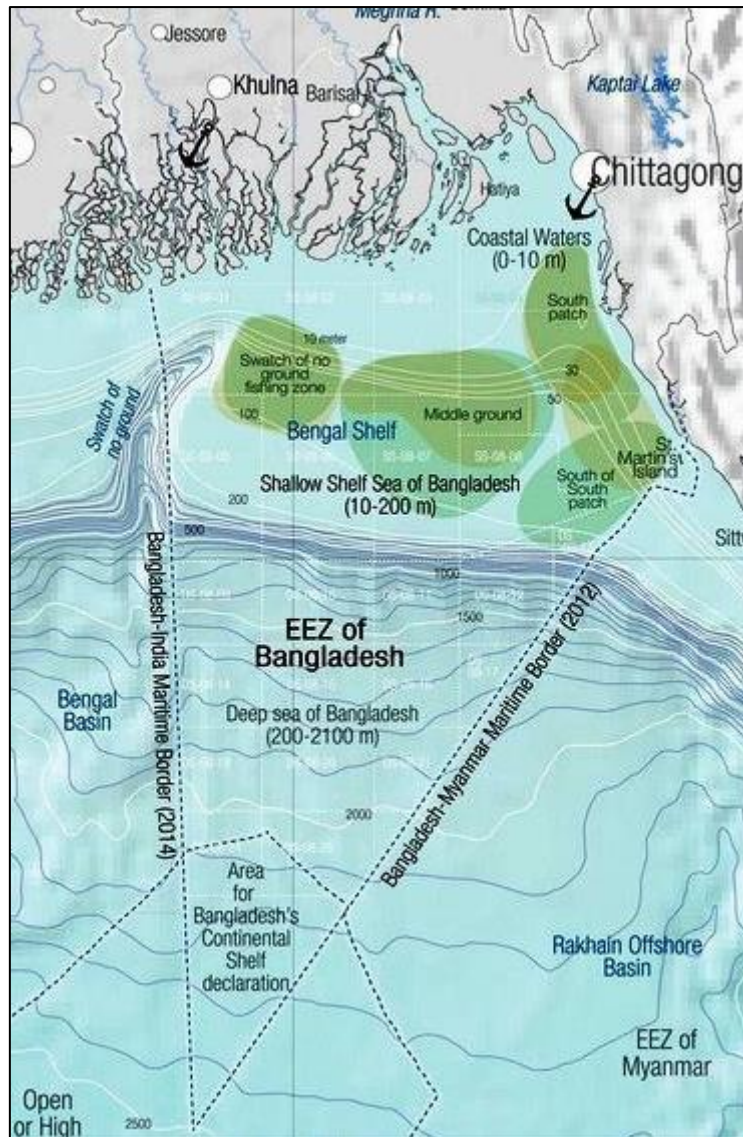 Meghna R.
Jessore
Khulna
Barisal
Kaptai Lake
Chittagong
Hatiya
Coastal Waters
(0-10 m)
South
patch
10 meter
Swatch of no
ground
fishing zone
30
50
100
Middle ground
Swatch of
no ground
Bengal Shelf
St.
Martin's
Island
Shallow Shelf Sea of Bangladesh
(10-200 m)
South of
South
patch
200
500
Sittw
1000
1500
Bangladesh-India Maritime Border (2014)
EEZ of
Bangladesh
Bangladesh-Myanmar Maritime Border (2012)
Bengal
Basin
Deep sea of Bangladesh
(200-2100 m)
2000
Area
for
Bangladesh's
Continental
Shelf
declaration
Rakhain Offshore
Basin
EEZ of
Myanmar
Open
or High
2500